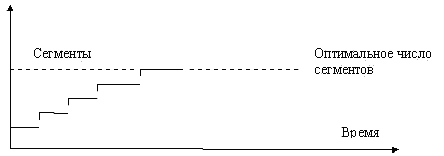 Сегменты
Оптимальное число
сегментов
Время